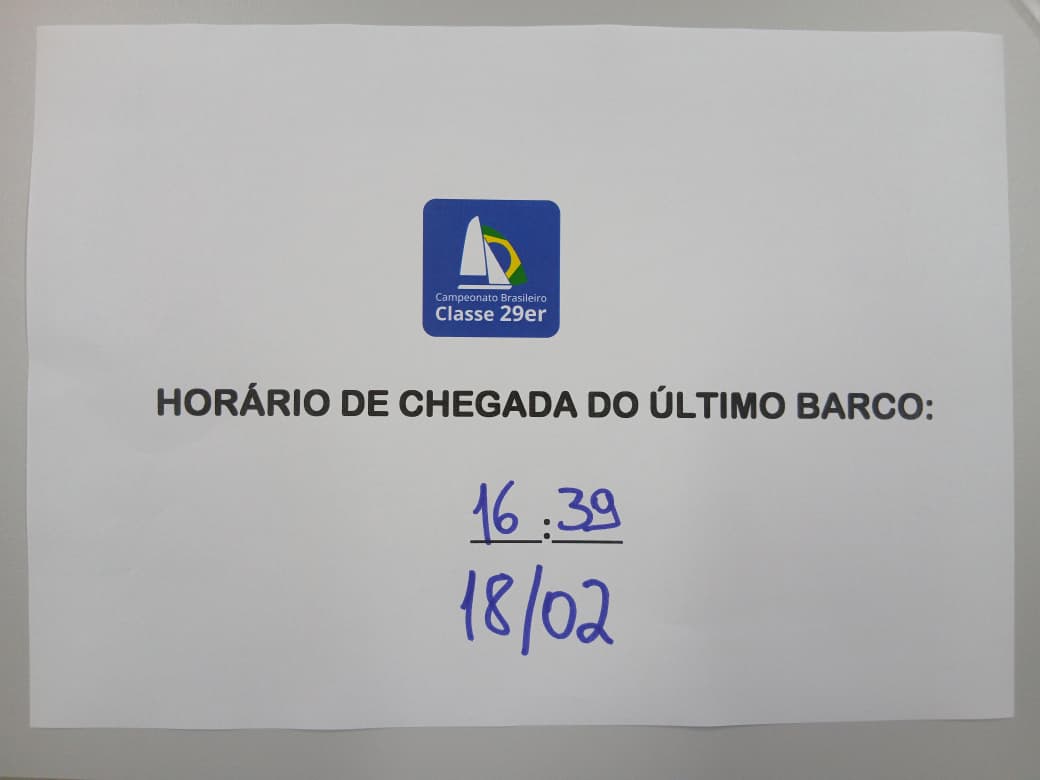 Campeonato Brasileiro
Classe 29er
HORÁRIO DE CHEGADA DO ÚLTIMO BARCO:
16:39
18/02